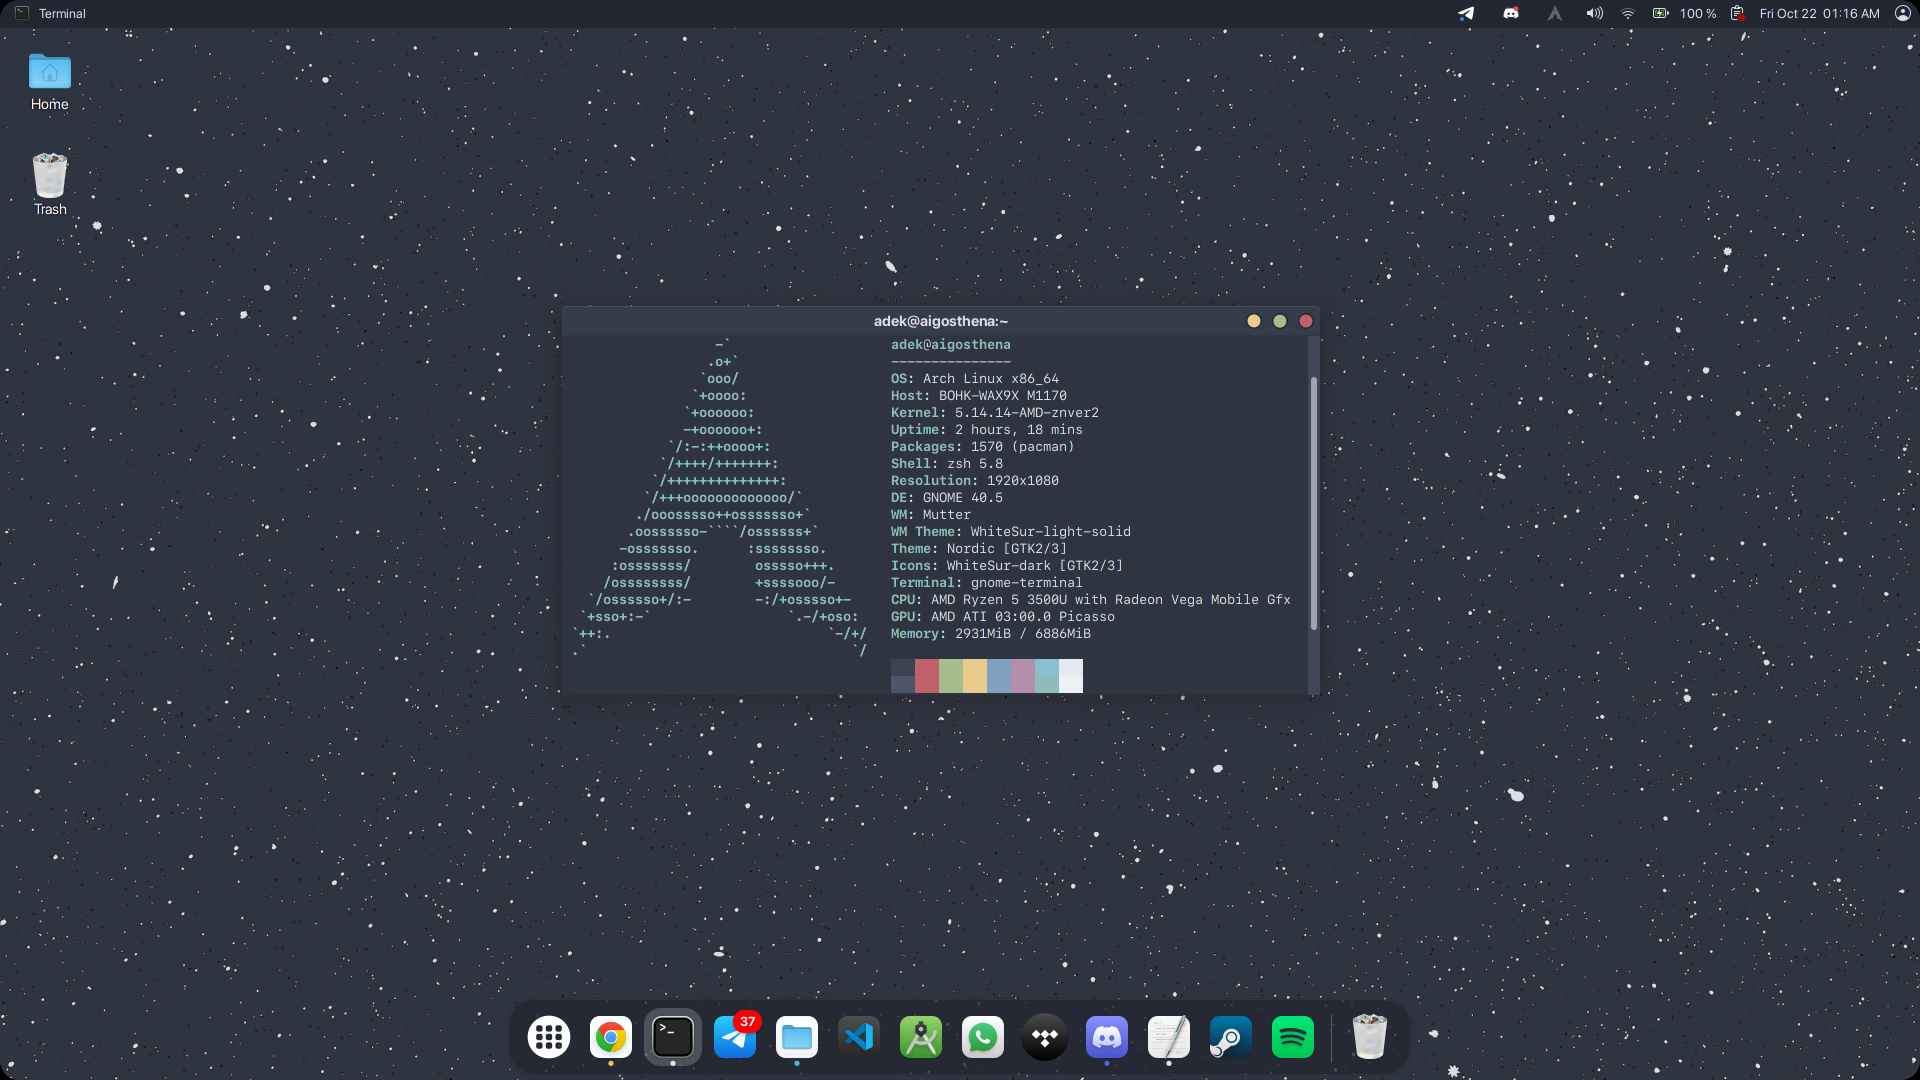 Terminal
100 %
Fri Oct 22 01:16 AM
Home
Trash
adek@aigosthena:~
-`
.o+`
`ooo/
`+oooo:
`+oooooo:
-+oooooo+:
`/:-:++oooo+:
`/++++/+++++++:
`/++++++++++++++:
`/+++ooooooooooooo/`
./ooosssso++osssssso+`
.oossssso-````/ossssss+`
-osssssso. :ssssssso.
:osssssss/ osssso+++.
/ossssssss/ +ssssooo/-
`/ossssso+/:- -:/+osssso+-
`+sso+:-` `.-/+oso:
`++:. `-/+/
.` `/
adek@aigosthena
---------------
OS: Arch Linux x86_64
Host: BOHK-WAX9X M1170
Kernel: 5.14.14-AMD-znver2
Uptime: 2 hours, 18 mins
Packages: 1570 (pacman)
Shell: zsh 5.8
Resolution: 1920x1080
DE: GNOME 40.5
WM: Mutter
WM Theme: WhiteSur-light-solid
Theme: Nordic [GTK2/3]
Icons: WhiteSur-dark [GTK2/3]
Terminal: gnome-terminal
CPU: AMD Ryzen 5 3500U with Radeon Vega Mobile Gfx
GPU: AMD ATI 03:00.0 Picasso
Memory: 2931MiB / 6886MiB
>_
37